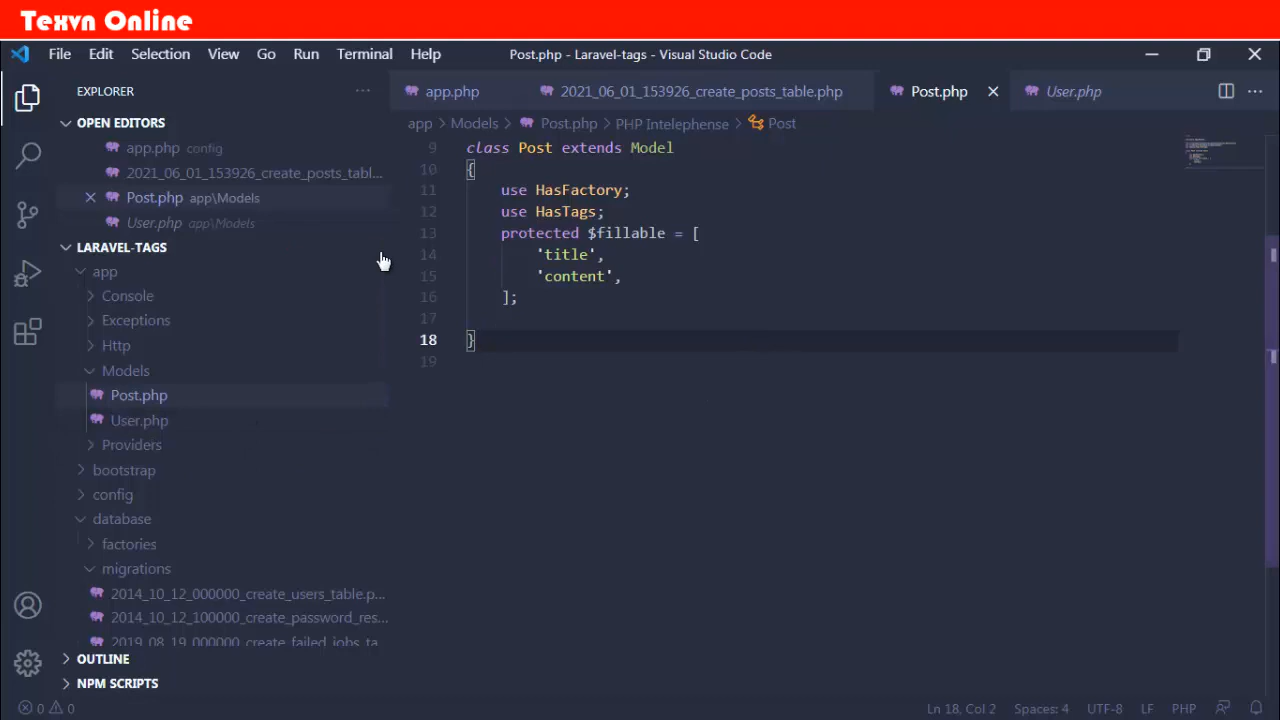 Texvn Online
File Edit Selection View Go Run Terminal Help Post.php - Laravel-tags - Visual Studio Code
EXPLORER
OPEN EDITORS
app.php config
2021_06_01_153926_create_posts_tabl...
Post.php app\Models
User.php app\Models
LARAVEL-TAGS
app
Console
Exceptions
Http
Models
Post.php
User.php
Providers
bootstrap
config
database
factories
migrations
2014_10_12_000000_create_users_table.p...
2014_10_12_100000_create_password_res...
2019_08_19_000000_create_failed_jobs_ta
OUTLINE
NPM SCRIPTS
app.php 2021_06_01_153926_create_posts_table.php Post.php User.php
app > Models > Post.php > PHP Intelephense > Post
9 class Post extends Model
10 {
11 use HasFactory;
12 use HasTags;
13 protected $fillable = [
14 'title',
15 'content',
16 ];
17
18 }
19
0 0 Ln 18, Col 2 Spaces: 4 UTF-8 LF PHP